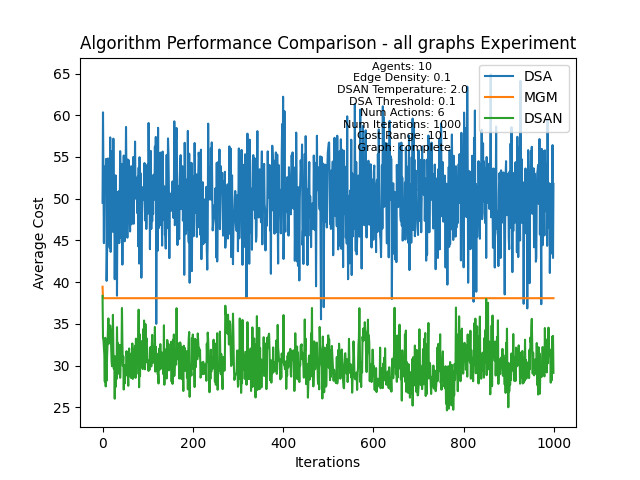 Algorithm Performance Comparison - all graphs Experiment
Agents: 10
Edge Density: 0.1
DSAN Temperature: 2.0
DSA Threshold: 0.1
Num Actions: 6
Num Iterations: 1000
Cost Range: 101
Graph: complete
DSA
MGM
DSAN
Average Cost
65
60
55
50
45
40
35
30
25
0
200
400
600
800
1000
Iterations